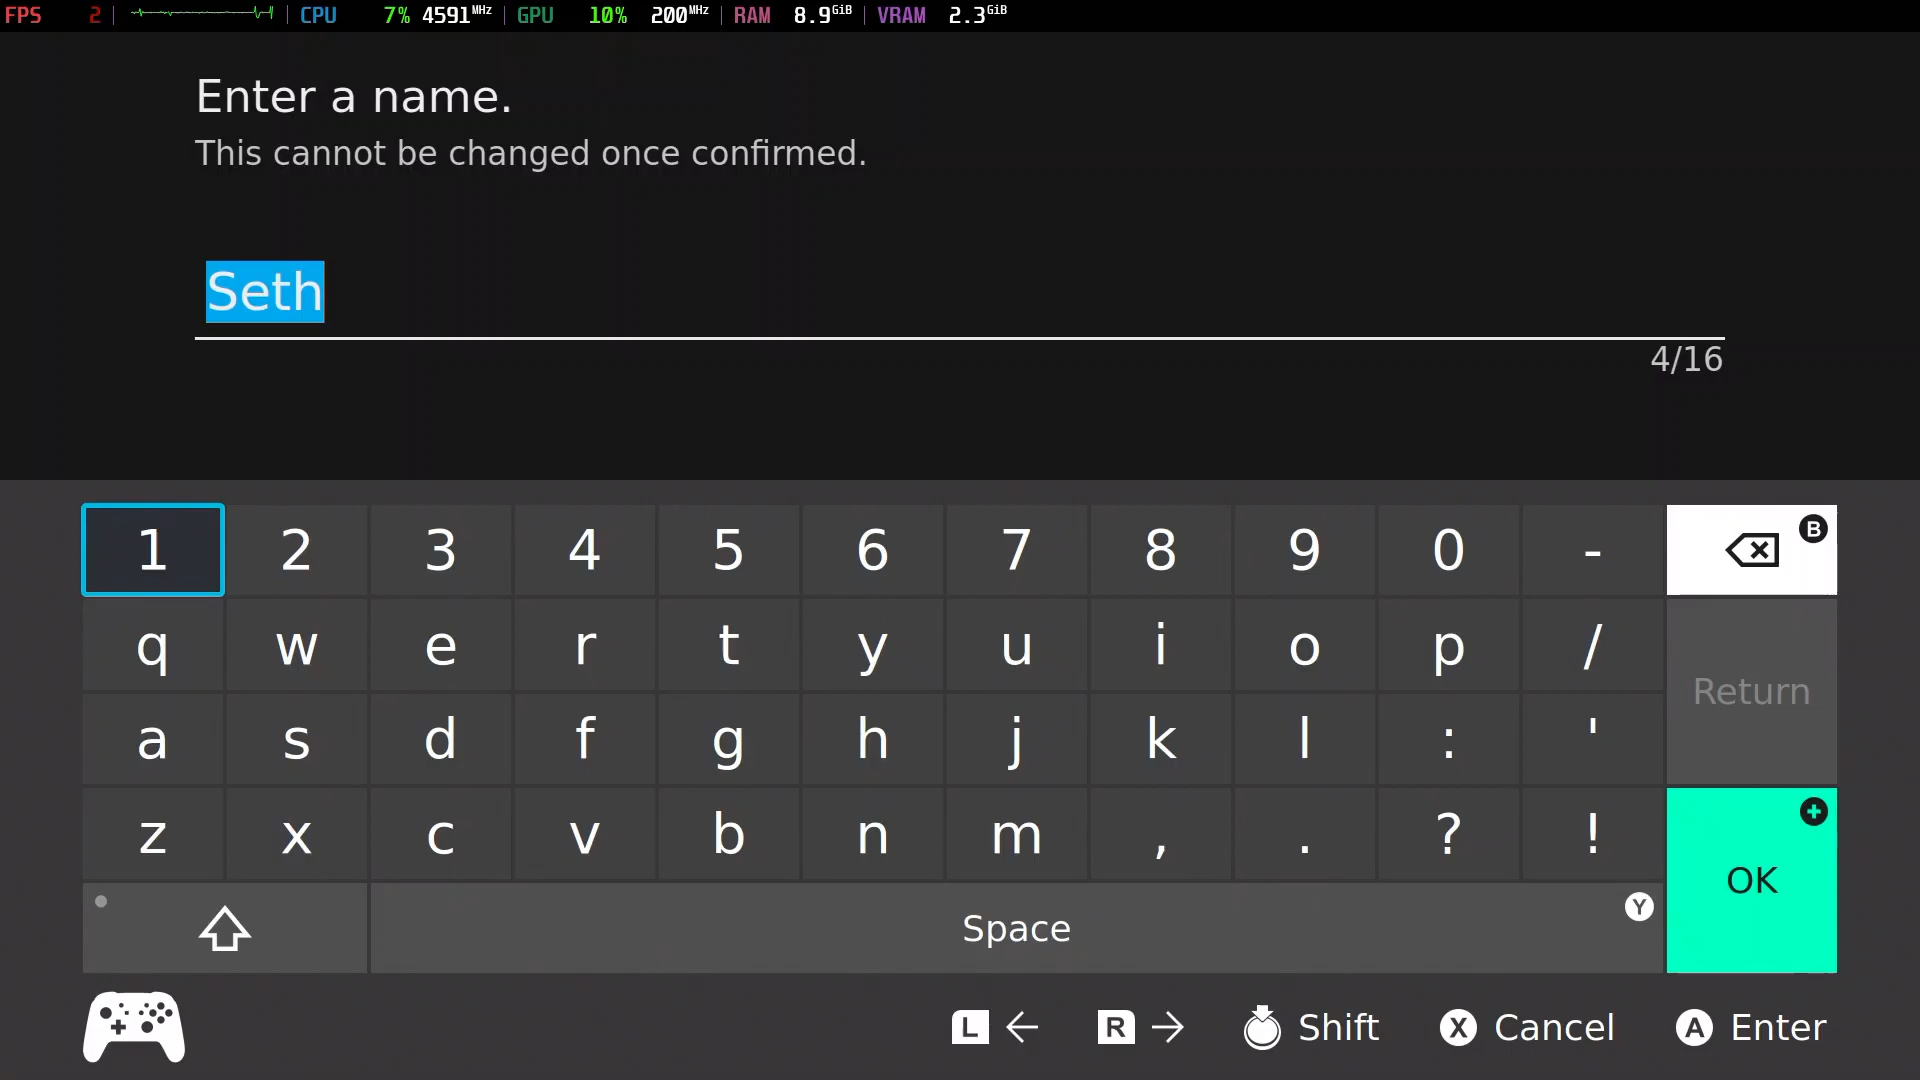 FPS 2 CPU 7% 4591MHz GPU 10% 200MHz RAM 8.9GiB VRAM 2.3GiB
Enter a name.
This cannot be changed once confirmed.
Seth
4/16
1 2 3 4 5 6 7 8 9 0 - B
q w e r t y u i o p /
Return
a s d f g h j k l : '
z x c v b n m , . ? !
OK
Space Y
L ← R → Shift X Cancel A Enter